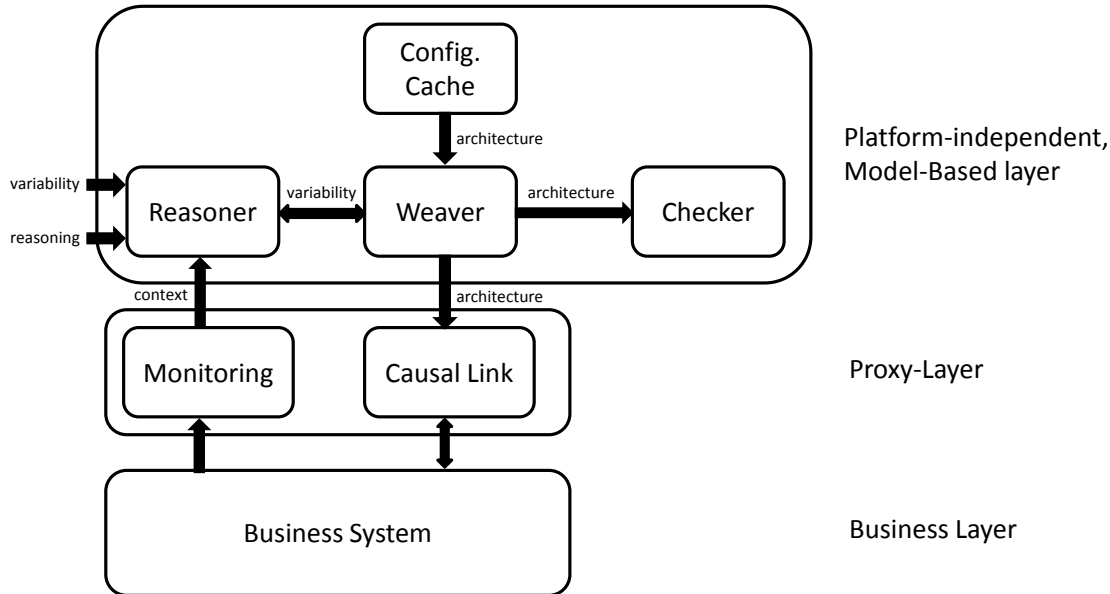 Config.
Cache
architecture
Platform-independent,
Model-Based layer
variability
reasoning
Reasoner
variability
Weaver
architecture
Checker
context
architecture
Monitoring
Causal Link
Proxy-Layer
Business System
Business Layer